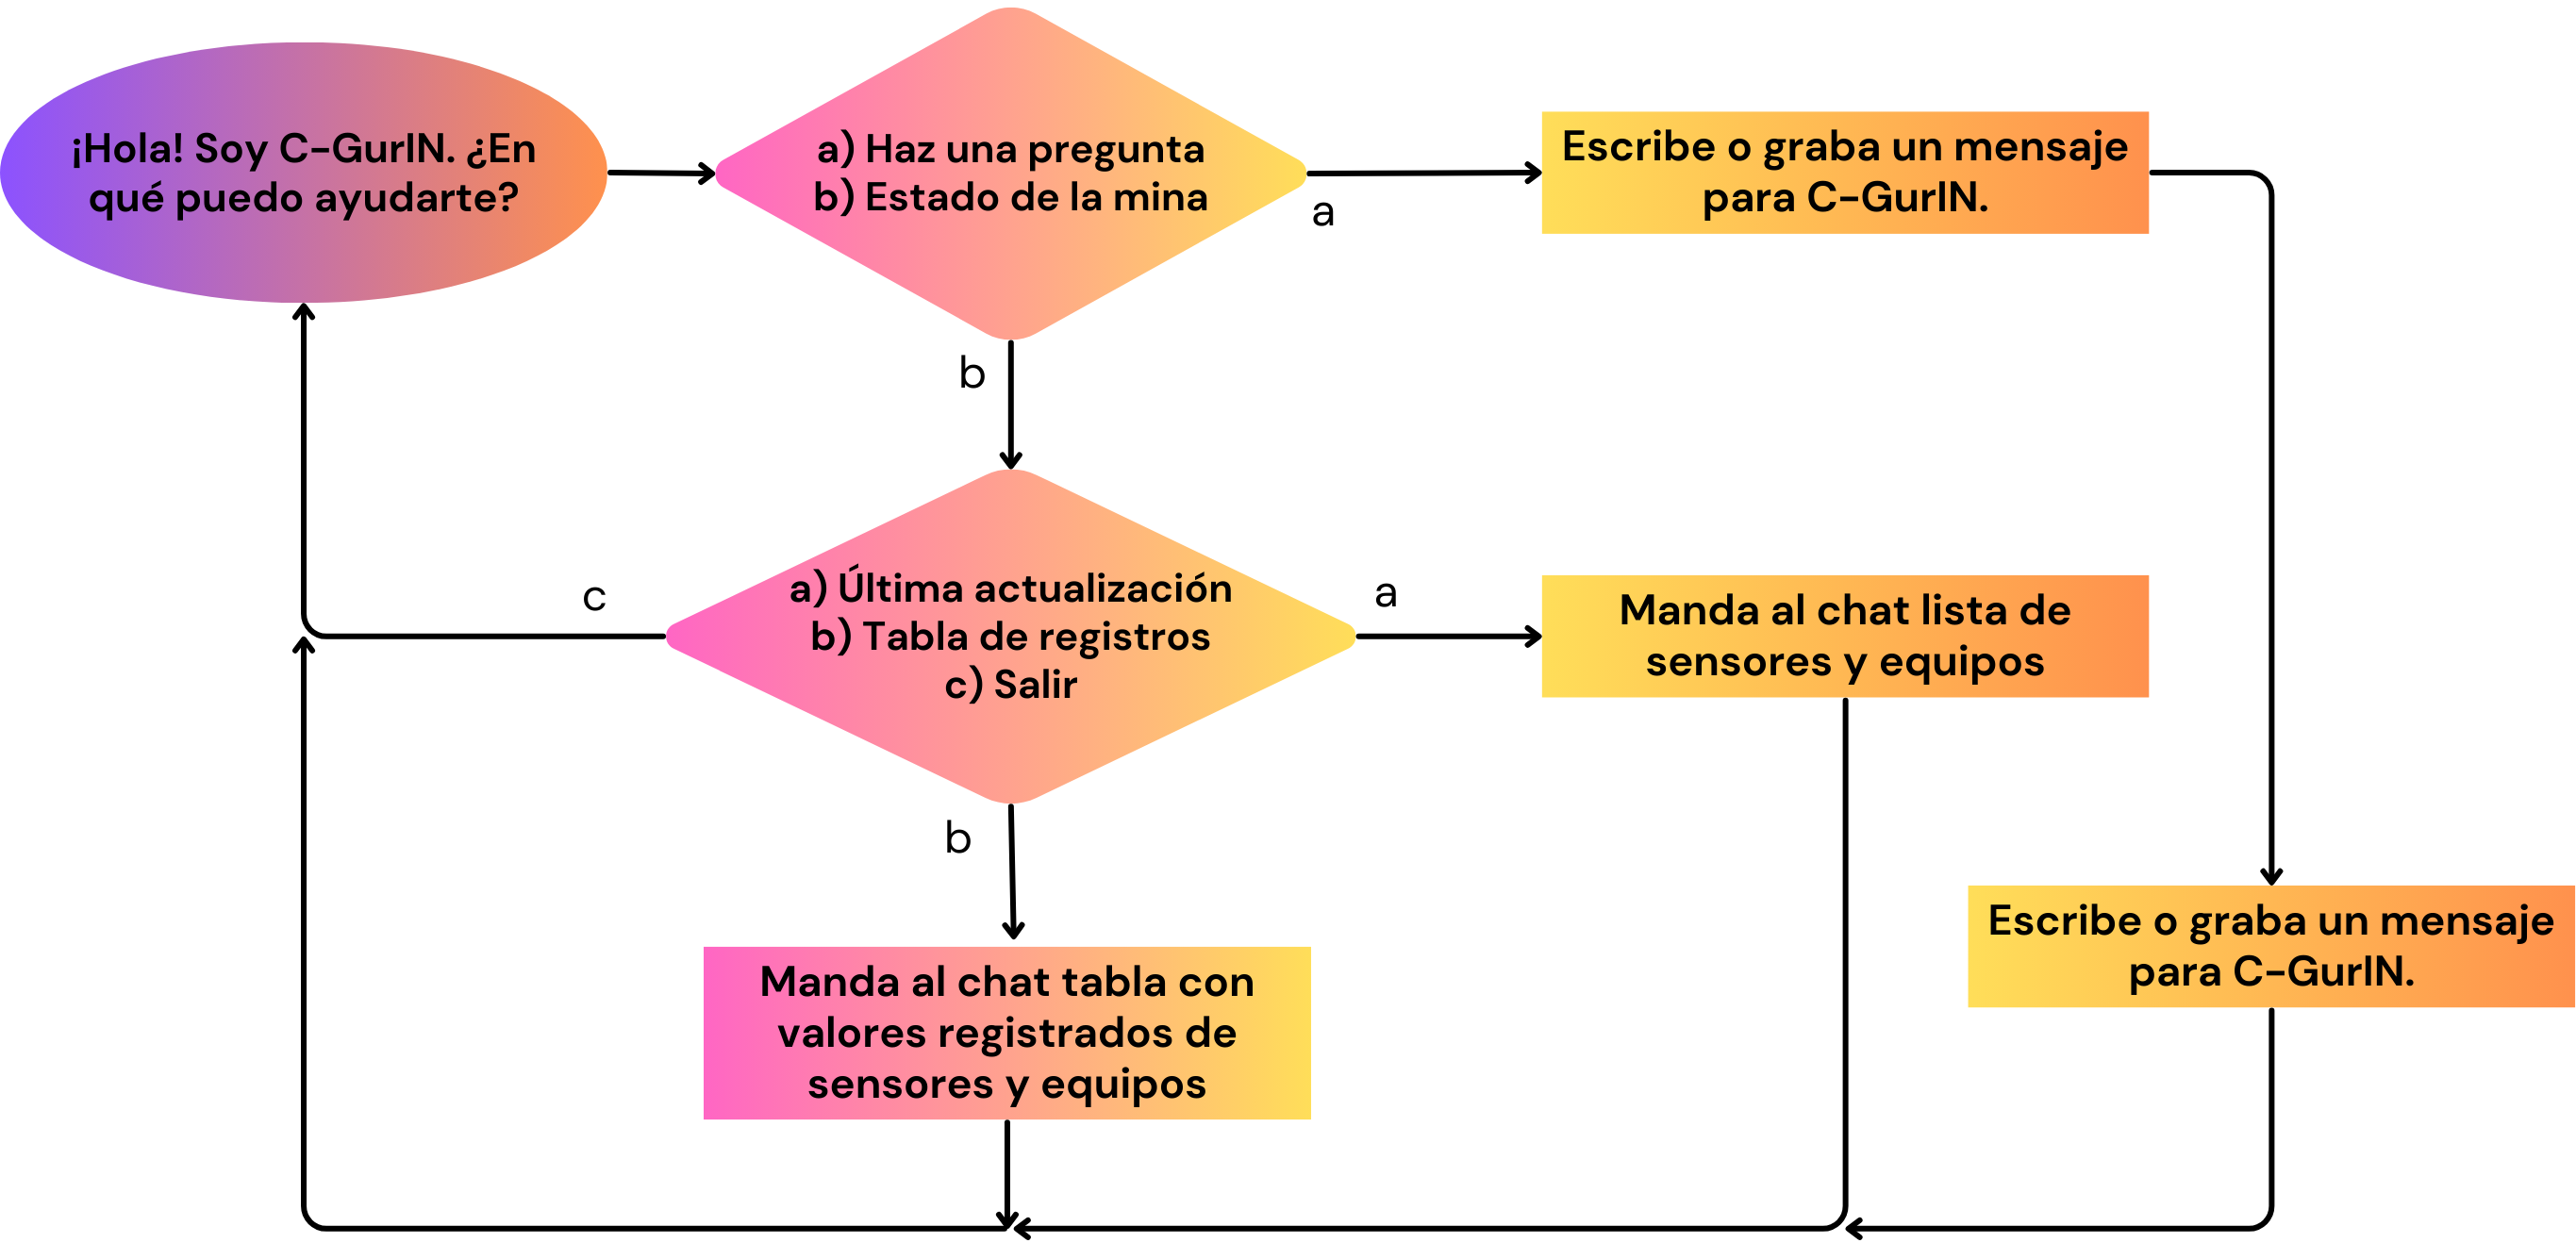 ¡Hola! Soy C-GurIN. ¿En
qué puedo ayudarte?
a) Haz una pregunta
b) Estado de la mina
a
Escribe o graba un mensaje
para C-GurIN.
b
c
a) Última actualización
b) Tabla de registros
c) Salir
a
Manda al chat lista de
sensores y equipos
b
Escribe o graba un mensaje
para C-GurIN.
Manda al chat tabla con
valores registrados de
sensores y equipos